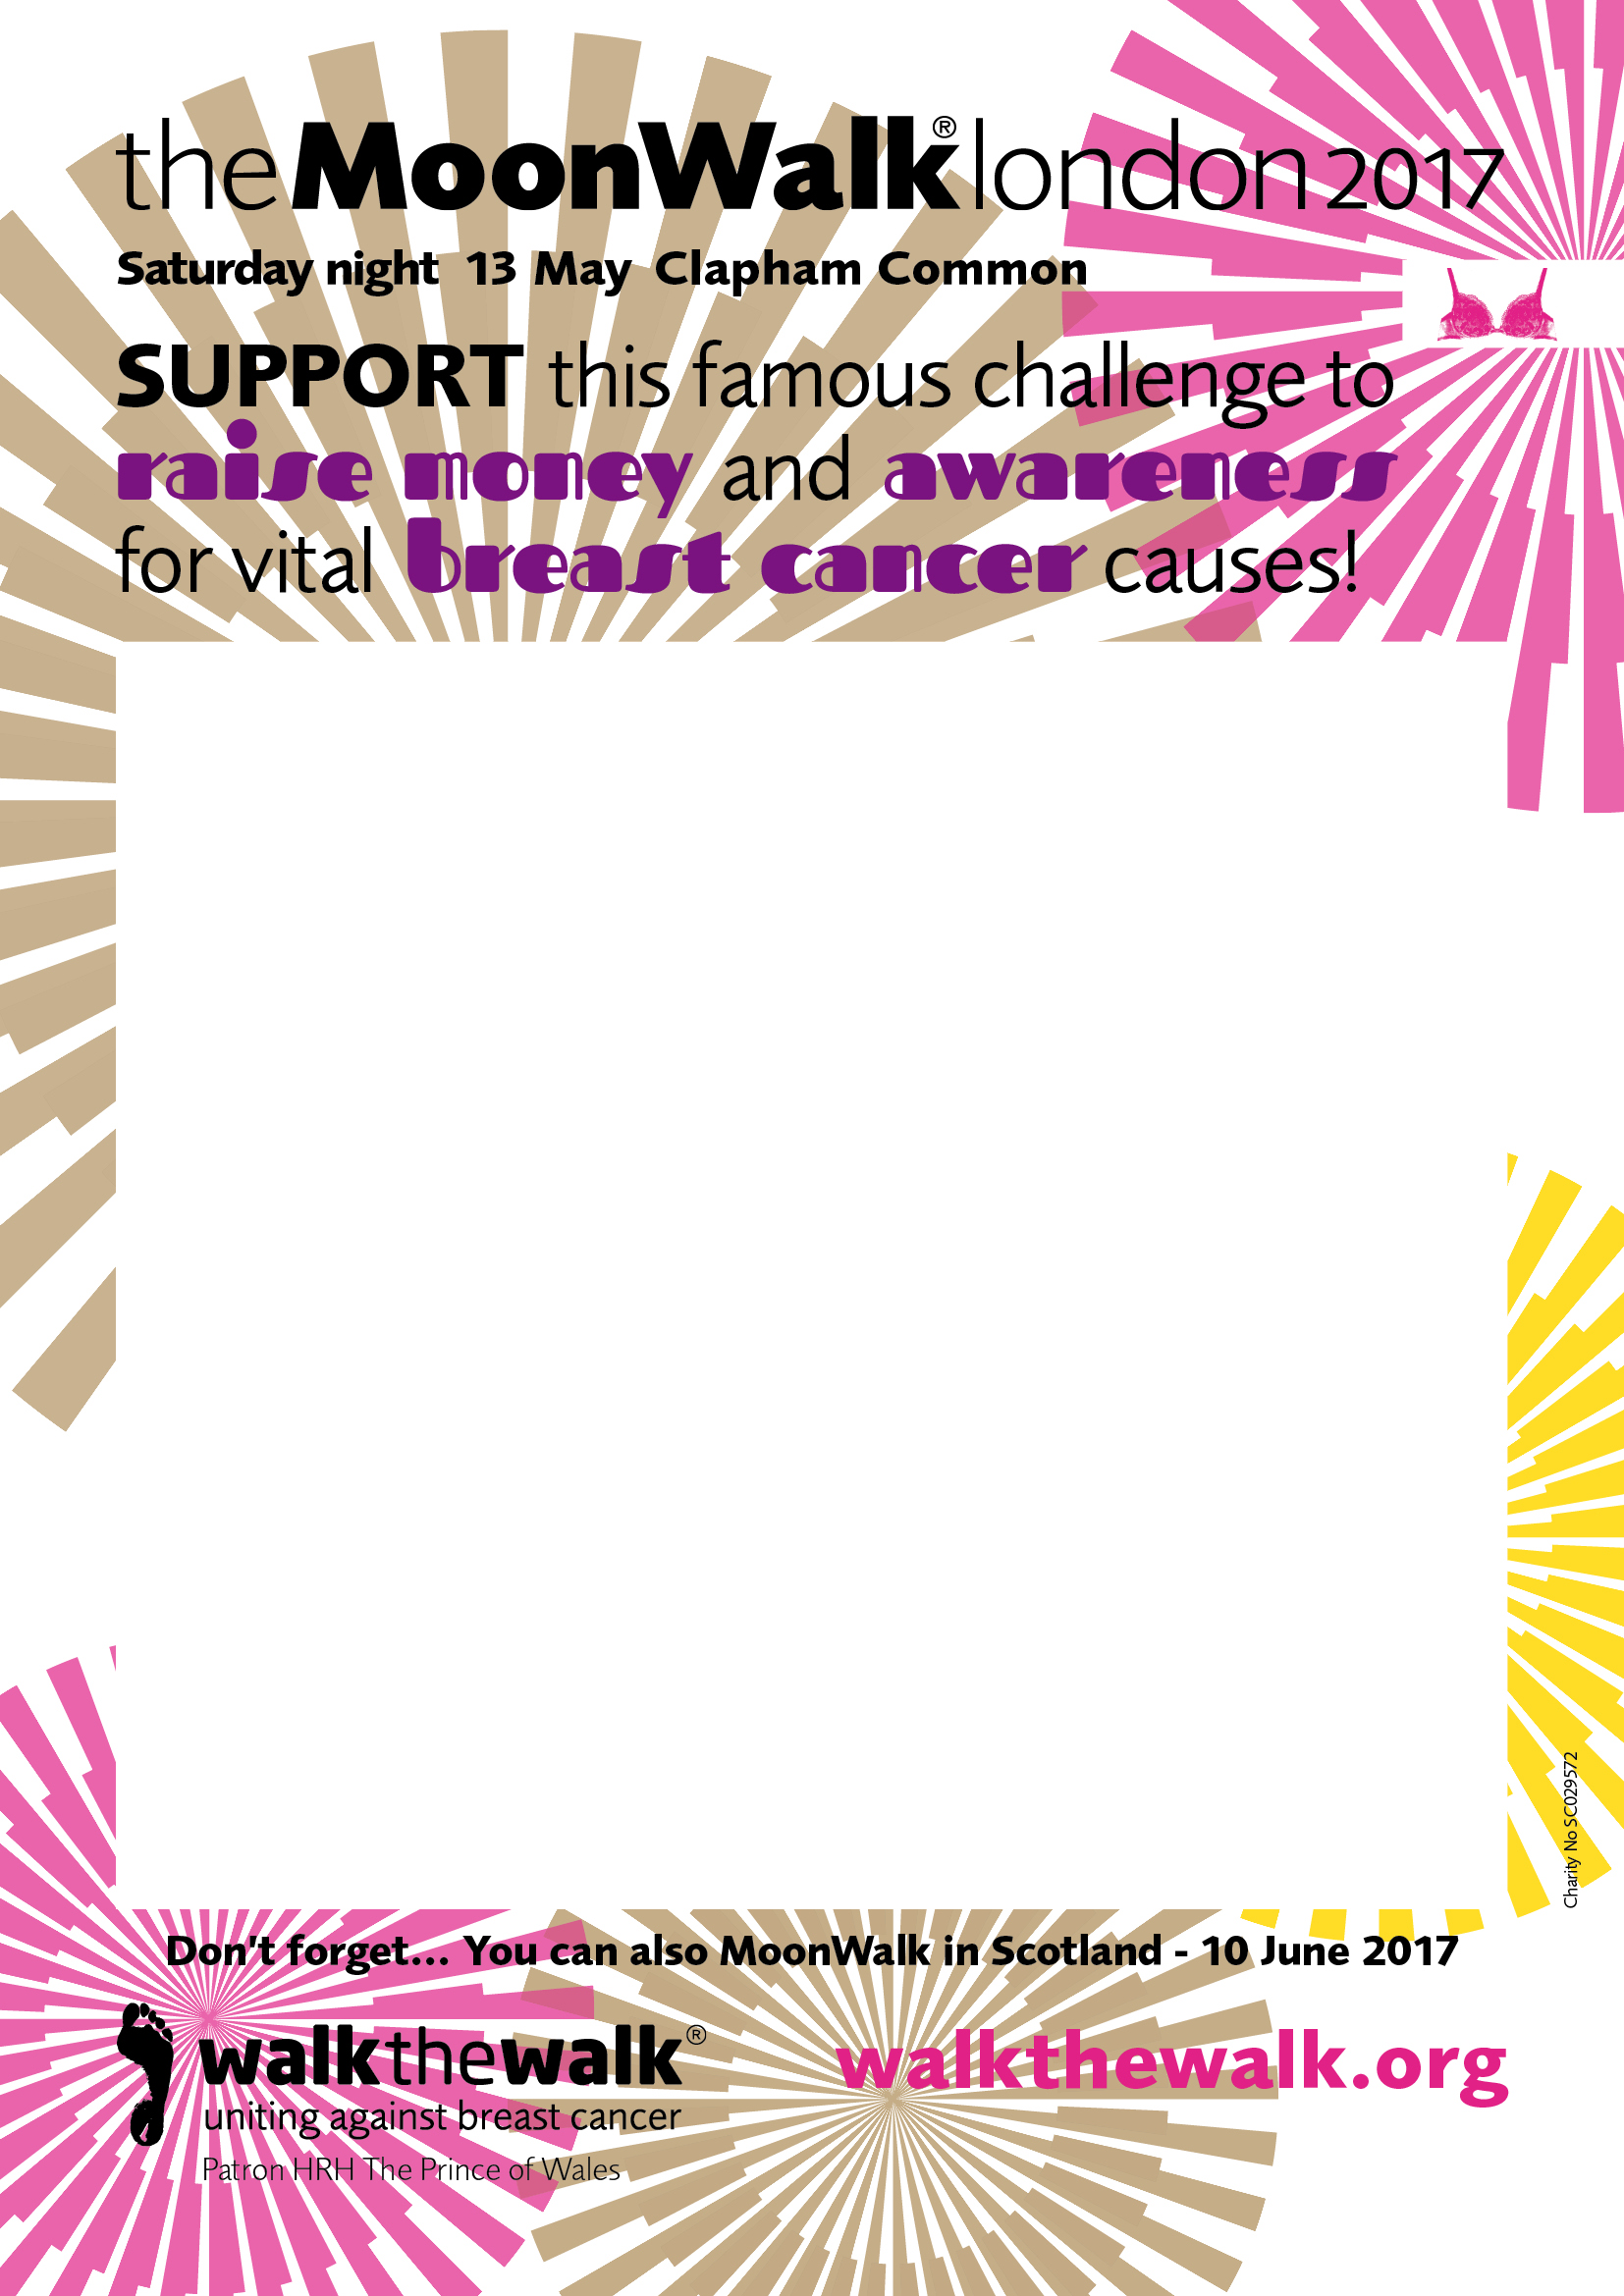 theMoonWalk®london2017
Saturday night 13 May Clapham Common
SUPPORT this famous challenge to
raise money and awareness
for vital breast cancer causes!
Charity No SC029572
Don't forget... You can also MoonWalk in Scotland - 10 June 2017
walkthewalk®
uniting against breast cancer
Patron HRH The Prince of Wales
walkthewalk.org